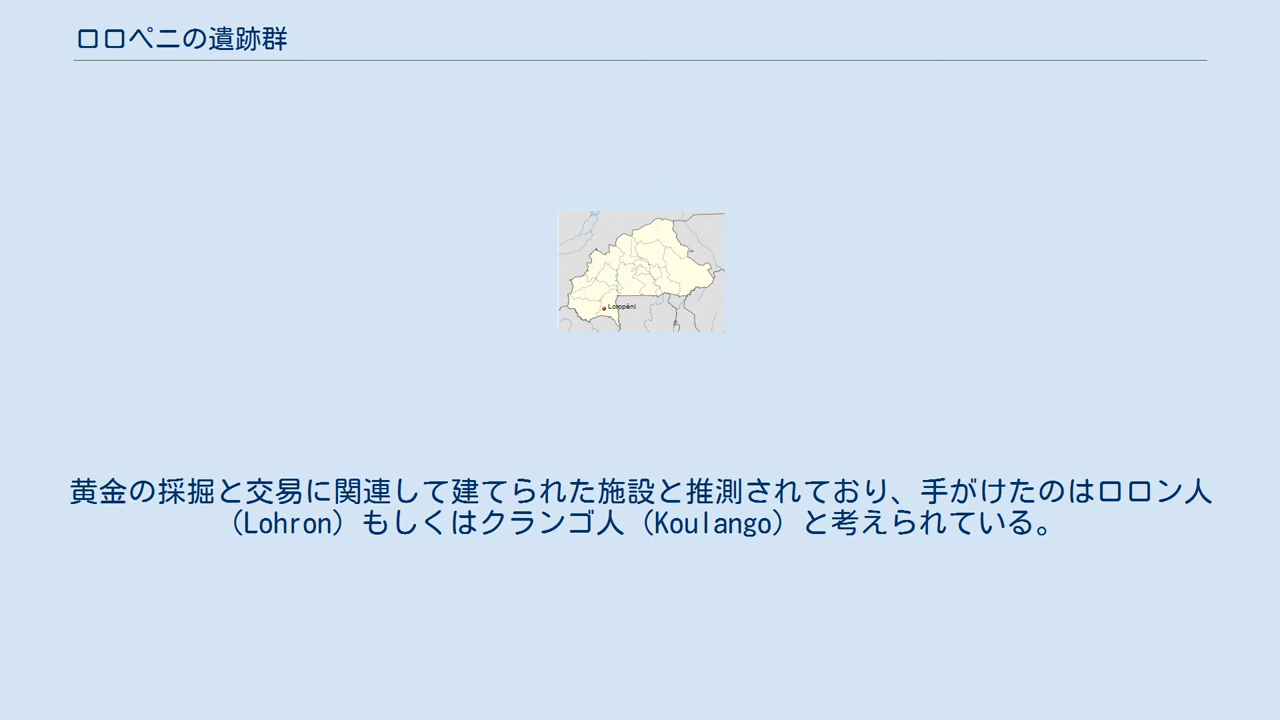 ロロペニの遺跡群
Loropéni
黄金の採掘と交易に関連して建てられた施設と推測されており、手がけたのはロロン人
（Lohron）もしくはクランゴ人（Koulango）と考えられている。